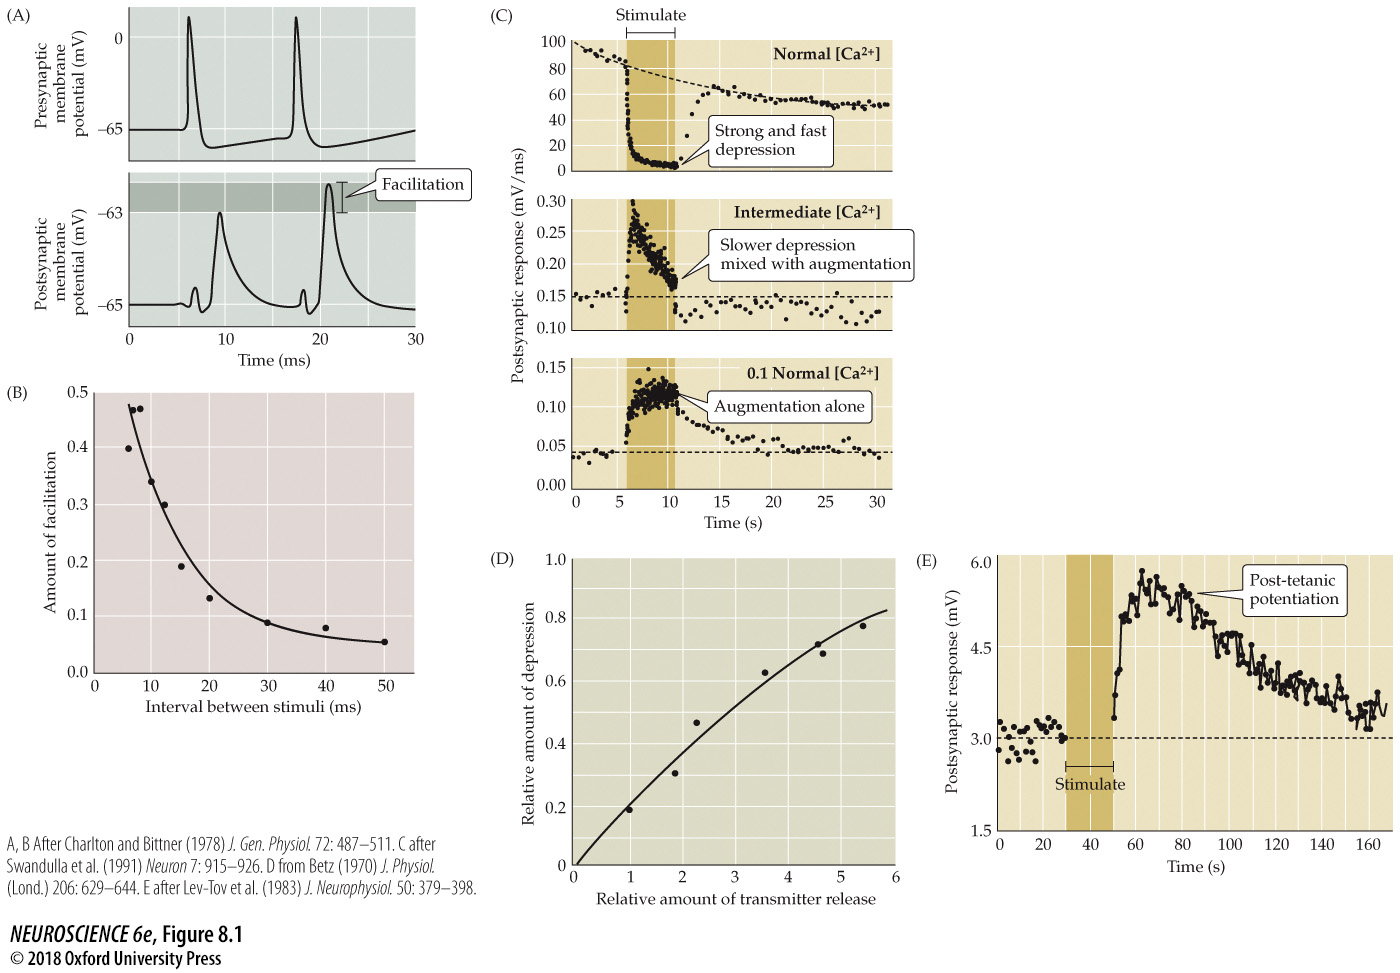 (A)
Presynaptic
membrane
potential (mV)
0
–65
Postsynaptic
membrane
potential (mV)
–63
–65
Facilitation
10
20
30
Time (ms)
(B)
Amount of facilitation
0.5
0.4
0.3
0.2
0.1
0.0
0
10
20
30
40
50
Interval between stimuli (ms)
(C)
Stimulate
Postsynaptic response (mV/ms)
100
80
60
40
20
0
Normal [Ca2+]
Strong and fast
depression
0.30
0.25
0.20
0.15
0.10
Intermediate [Ca2+]
Slower depression
mixed with augmentation
0.15
0.10
0.05
0.00
0.1 Normal [Ca2+]
Augmentation alone
0
5
10
15
20
25
30
Time (s)
(D)
Relative amount of depression
1.0
0.8
0.6
0.4
0.2
0
0
1
2
3
4
5
6
Relative amount of transmitter release
(E)
Postsynaptic response (mV)
6.0
4.5
3.0
1.5
Post-tetanic
potentiation
Stimulate
0
20
40
60
80
100
120
140
160
Time (s)
A, B After Charlton and Bittner (1978) J. Gen. Physiol. 72: 487–511. C after
Swandulla et al. (1991) Neuron 7: 915–926. D from Betz (1970) J. Physiol.
(Lond.) 206: 629–644. E after Lev-Tov et al. (1983) J. Neurophysiol. 50: 379–398.
NEUROSCIENCE 6e, Figure 8.1
© 2018 Oxford University Press